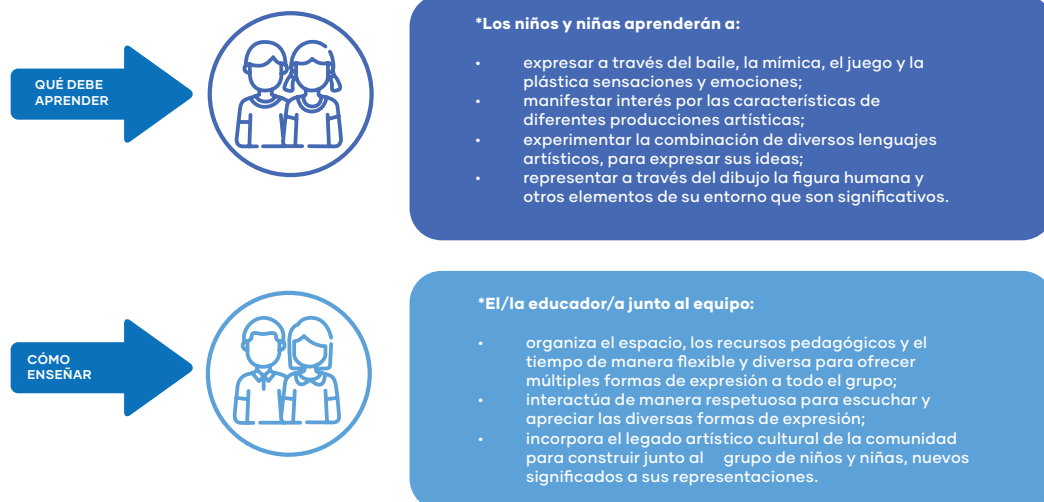 QUÉ DEBE
APRENDER
*Los niños y niñas aprenderán a:
• expresar a través del baile, la mímica, el juego y la
plástica sensaciones y emociones;
• manifestar interés por las características de
diferentes producciones artísticas;
• experimentar la combinación de diversos lenguajes
artísticos, para expresar sus ideas;
• representar a través del dibujo la figura humana y
otros elementos de su entorno que son significativos.
CÓMO
ENSEÑAR
*El/la educador/a junto al equipo:
• organiza el espacio, los recursos pedagógicos y el
tiempo de manera flexible y diversa para ofrecer
múltiples formas de expresión a todo el grupo;
• interactúa de manera respetuosa para escuchar y
apreciar las diversas formas de expresión;
• incorpora el legado artístico cultural de la comunidad
para construir junto al grupo de niños y niñas, nuevos
significados a sus representaciones.